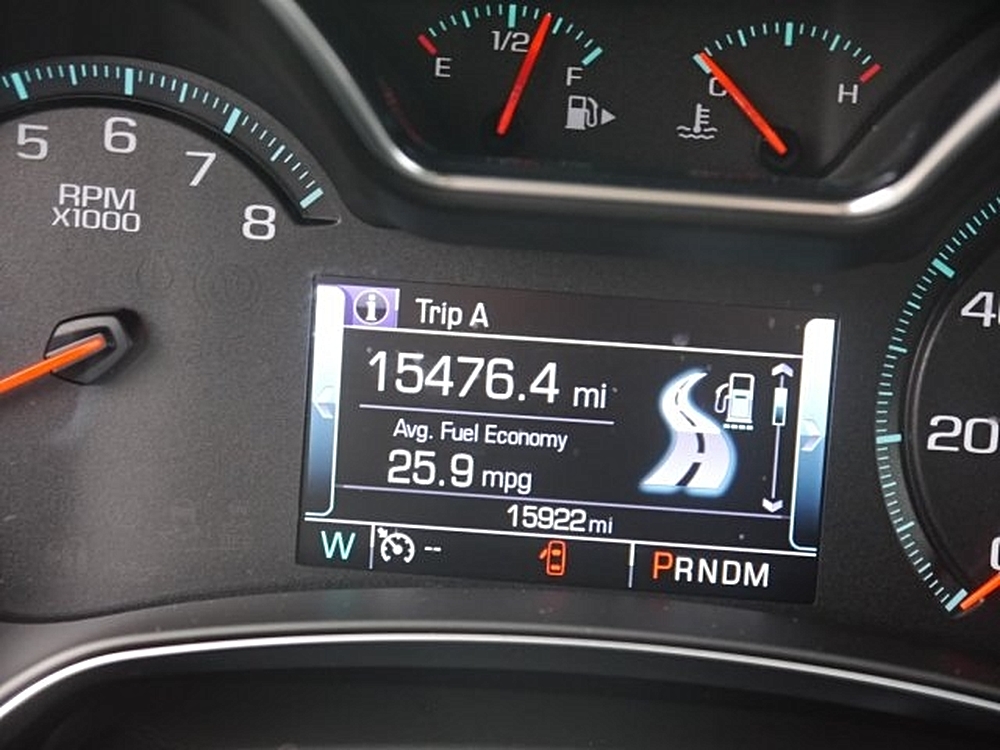 E
1/2
F
C
H
5
6
7
8
RPM
X1000
Trip A
15476.4 mi
Avg. Fuel Economy
25.9 mpg
15922 mi
W
--
PRNDM
20